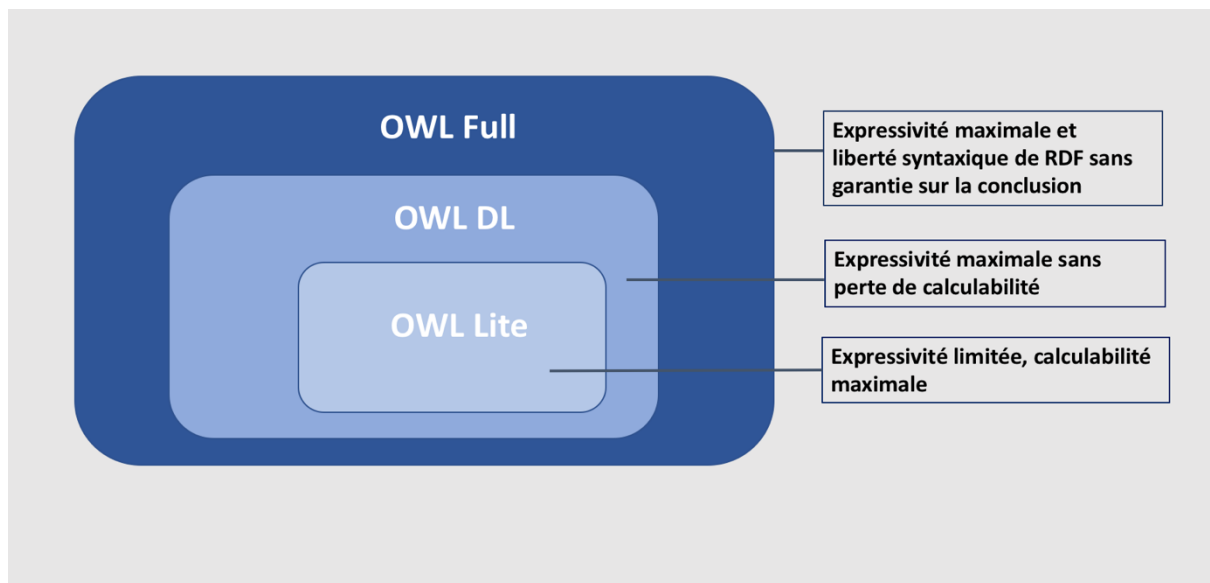 OWL Full
OWL DL
OWL Lite
Expressivité maximale et
liberté syntaxique de RDF sans
garantie sur la conclusion
Expressivité maximale sans
perte de calculabilité
Expressivité limitée, calculabilité
maximale